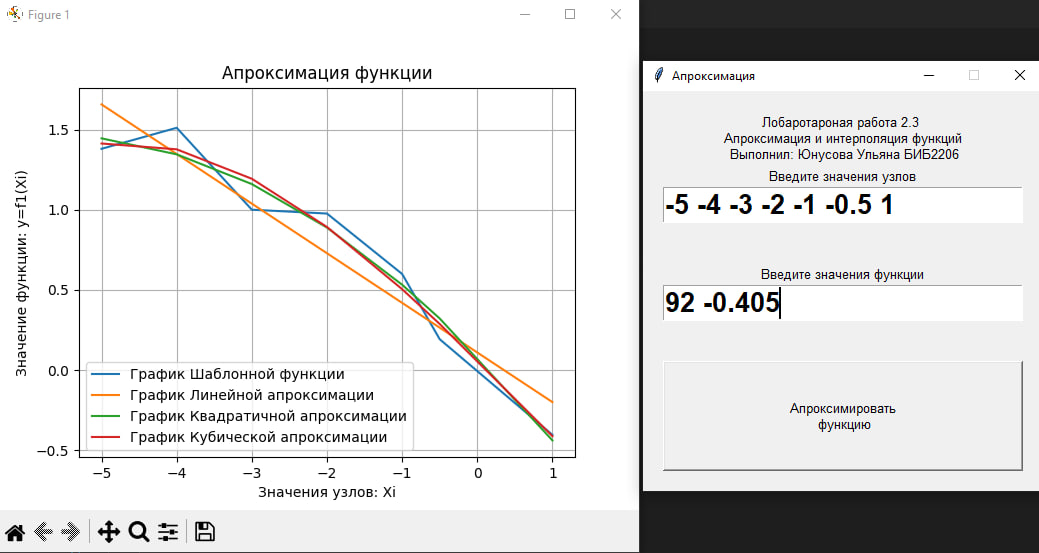 Figure 1
Апроксимация функции
Значение функции: y=f1(Xi)
1.5
1.0
0.5
0.0
−0.5
График Шаблонной функции
График Линейной апроксимации
График Квадратичной апроксимации
График Кубической апроксимации
−5 −4 −3 −2 −1 0 1
Значения узлов: Xi
Апроксимация
Лобаротароная работа 2.3
Апроксимация и интерполяция функций
Выполнил: Юнусова Ульяна БИБ2206
Введите значения узлов
-5 -4 -3 -2 -1 -0.5 1
Введите значения функции
92 -0.405
Апроксимировать
функцию